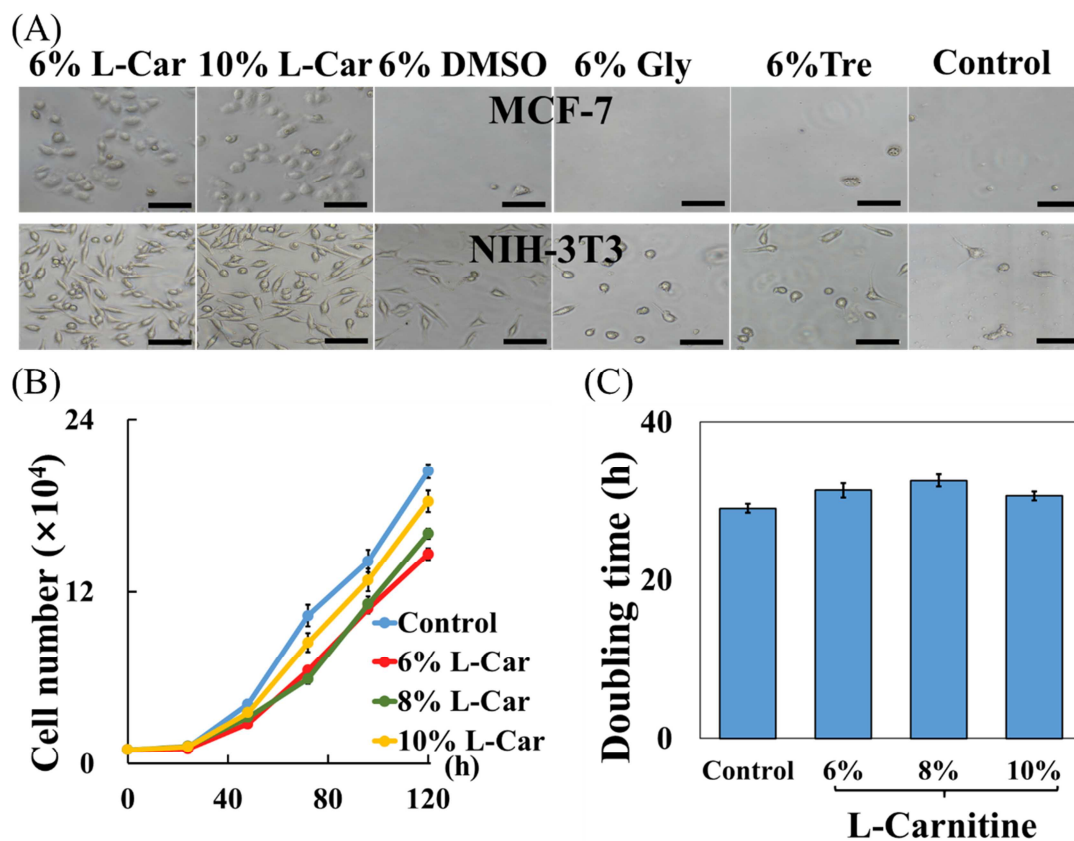 (A)
6% L-Car 10% L-Car 6% DMSO 6% Gly 6%Tre Control
MCF-7
NIH-3T3
(B)
24
12
0
Cell number (×10⁴)
Control
6% L-Car
8% L-Car
10% L-Car
(h)
0 40 80 120
(C)
40
20
0
Doubling time (h)
Control 6% 8% 10%
L-Carnitine